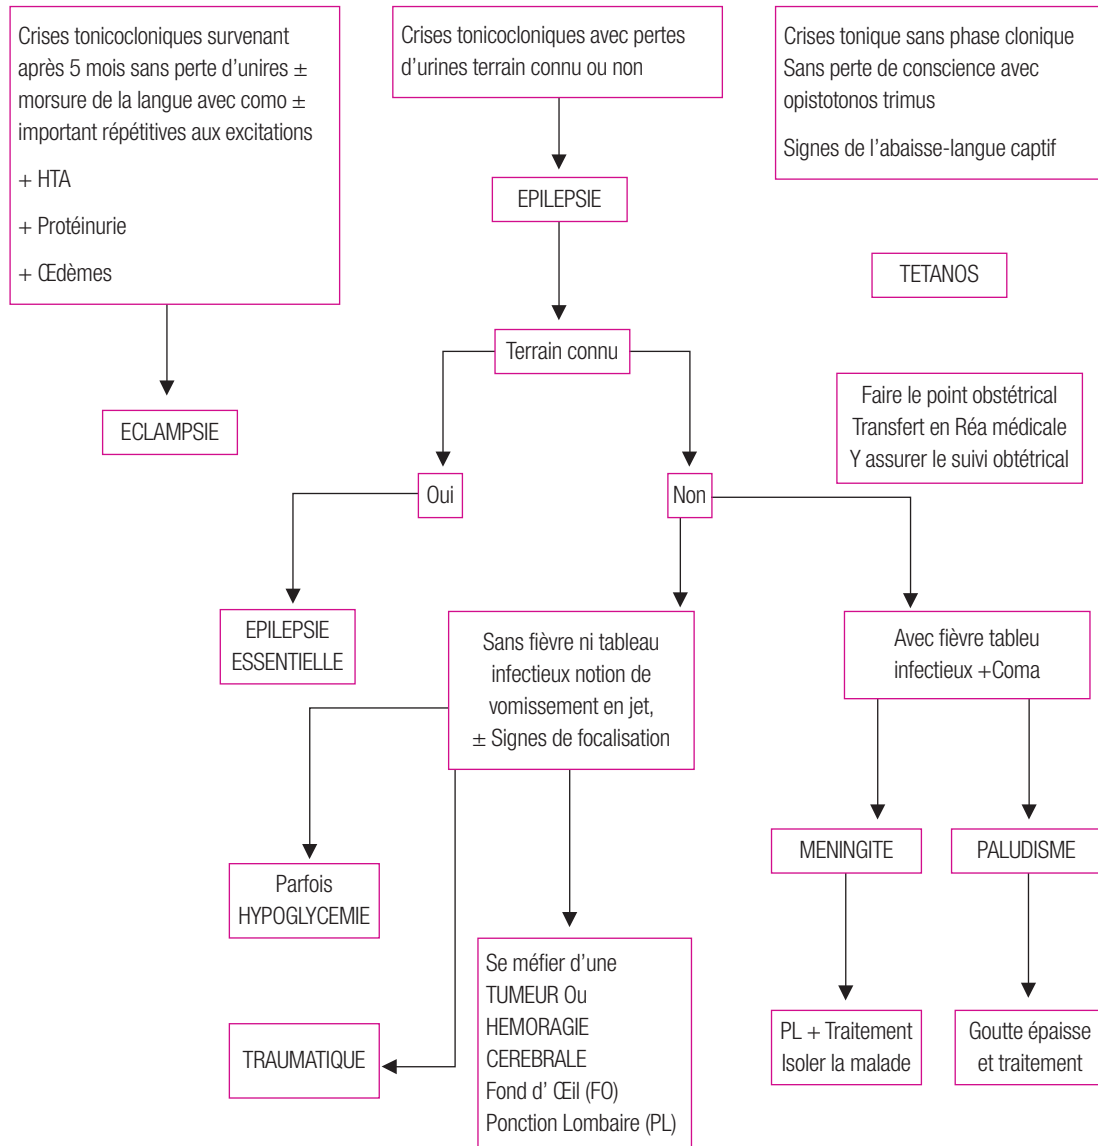 Crises tonicocloniques survenant
après 5 mois sans perte d'unires ±
morsure de la langue avec como ±
important répétitives aux excitations
+ HTA
+ Protéinurie
+ Œdèmes
Crises tonicocloniques avec pertes
d'urines terrain connu ou non
Crises tonique sans phase clonique
Sans perte de conscience avec
opistotonos trimus
Signes de l'abaisse-langue captif
EPILEPSIE
TETANOS
Terrain connu
ECLAMPSIE
Faire le point obstétrical
Transfert en Réa médicale
Y assurer le suivi obtétrical
Oui
Non
EPILEPSIE
ESSENTIELLE
Sans fièvre ni tableau
infectieux notion de
vomissement en jet,
± Signes de focalisation
Avec fièvre tableu
infectieux +Coma
Parfois
HYPOGLYCEMIE
MENINGITE
PALUDISME
TRAUMATIQUE
Se méfier d'une
TUMEUR Ou
HEMORAGIE
CEREBRALE
Fond d' Œil (FO)
Ponction Lombaire (PL)
PL + Traitement
Isoler la malade
Goutte épaisse
et traitement